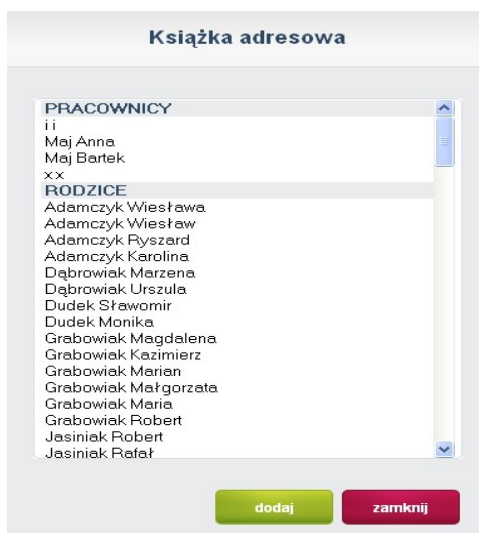 Książka adresowa
PRACOWNICY
i i
Maj Anna
Maj Bartek
x x
RODZICE
Adamczyk Wiesława
Adamczyk Wiesław
Adamczyk Ryszard
Adamczyk Karolina
Dąbrowiak Marzena
Dąbrowiak Urszula
Dudek Sławomir
Dudek Monika
Grabowiak Magdalena
Grabowiak Kazimierz
Grabowiak Marian
Grabowiak Małgorzata
Grabowiak Maria
Grabowiak Robert
Jasiniak Robert
Jasiniak Rafał
dodaj zamknij